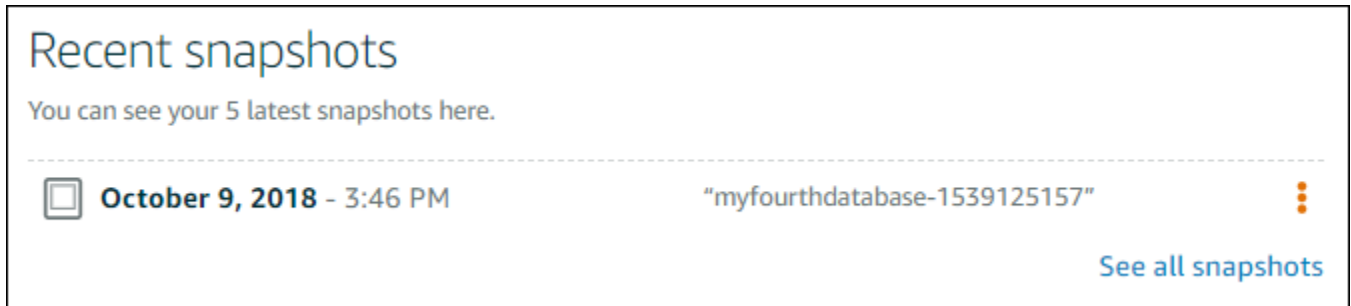 Recent snapshots
You can see your 5 latest snapshots here.
October 9, 2018 - 3:46 PM “myfourthdatabase-1539125157”
See all snapshots